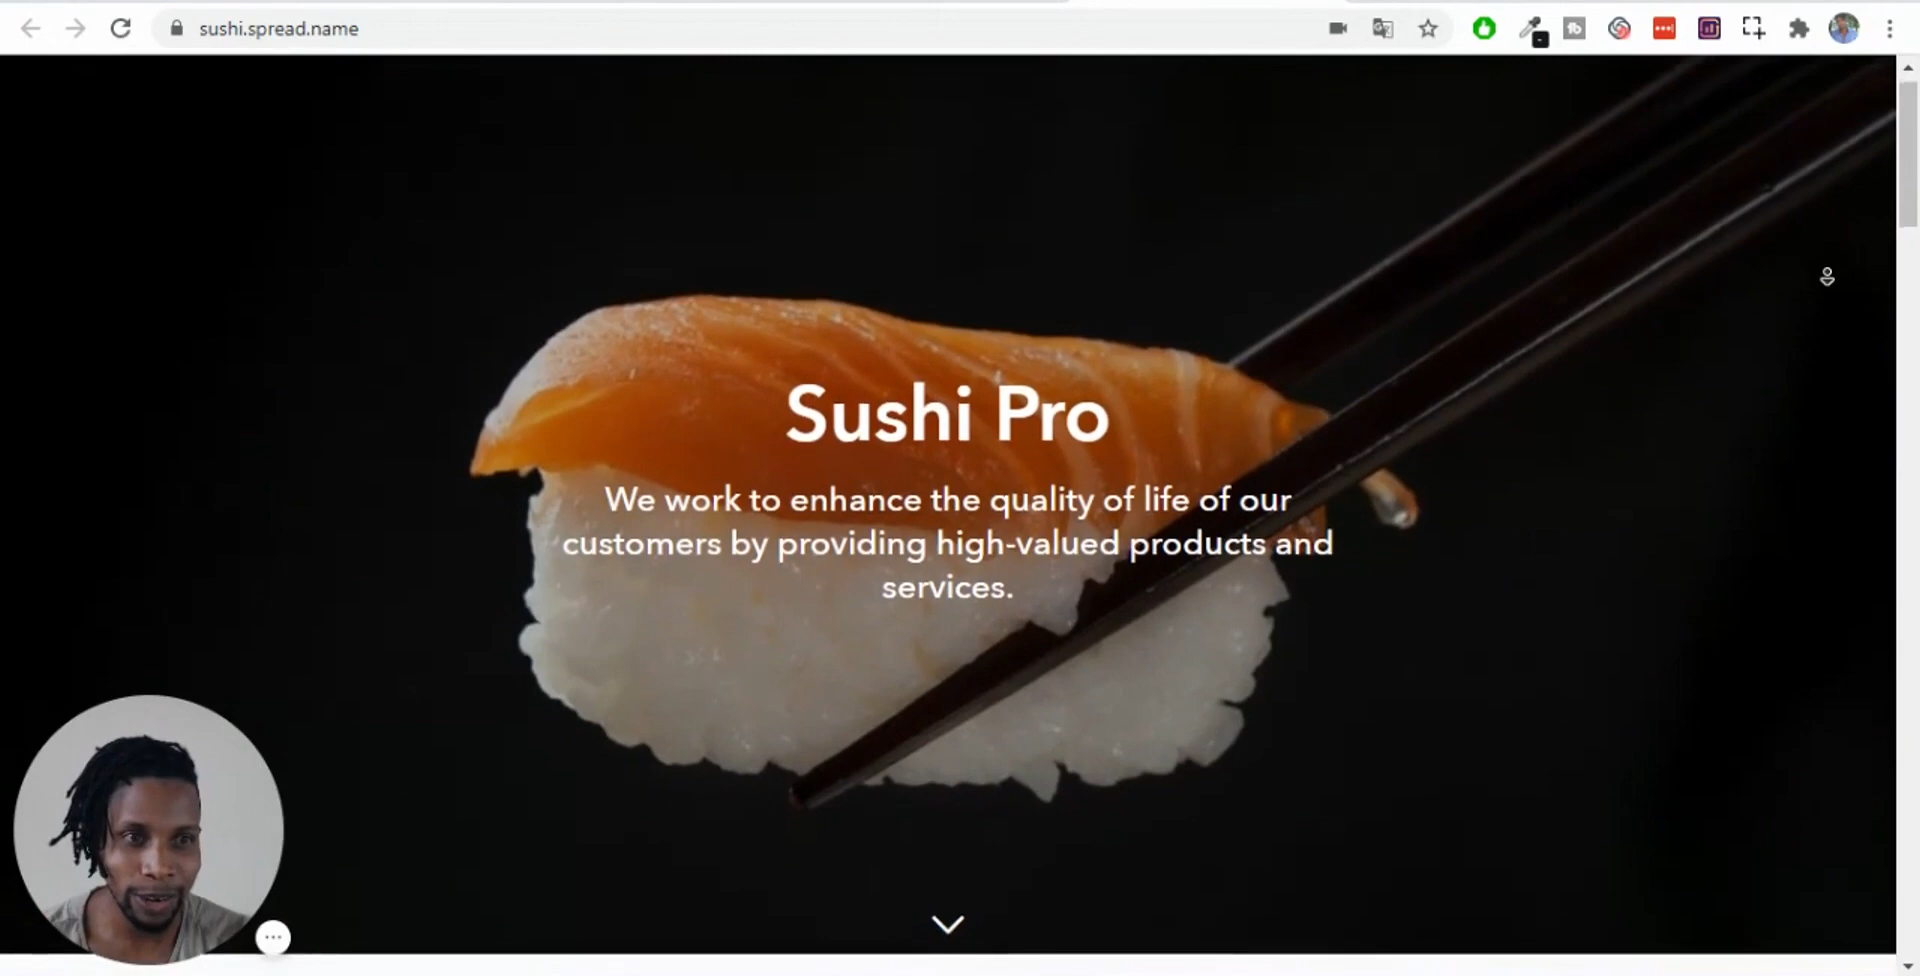 sushi.spread.name
Sushi Pro
We work to enhance the quality of life of our
customers by providing high-valued products and
services.